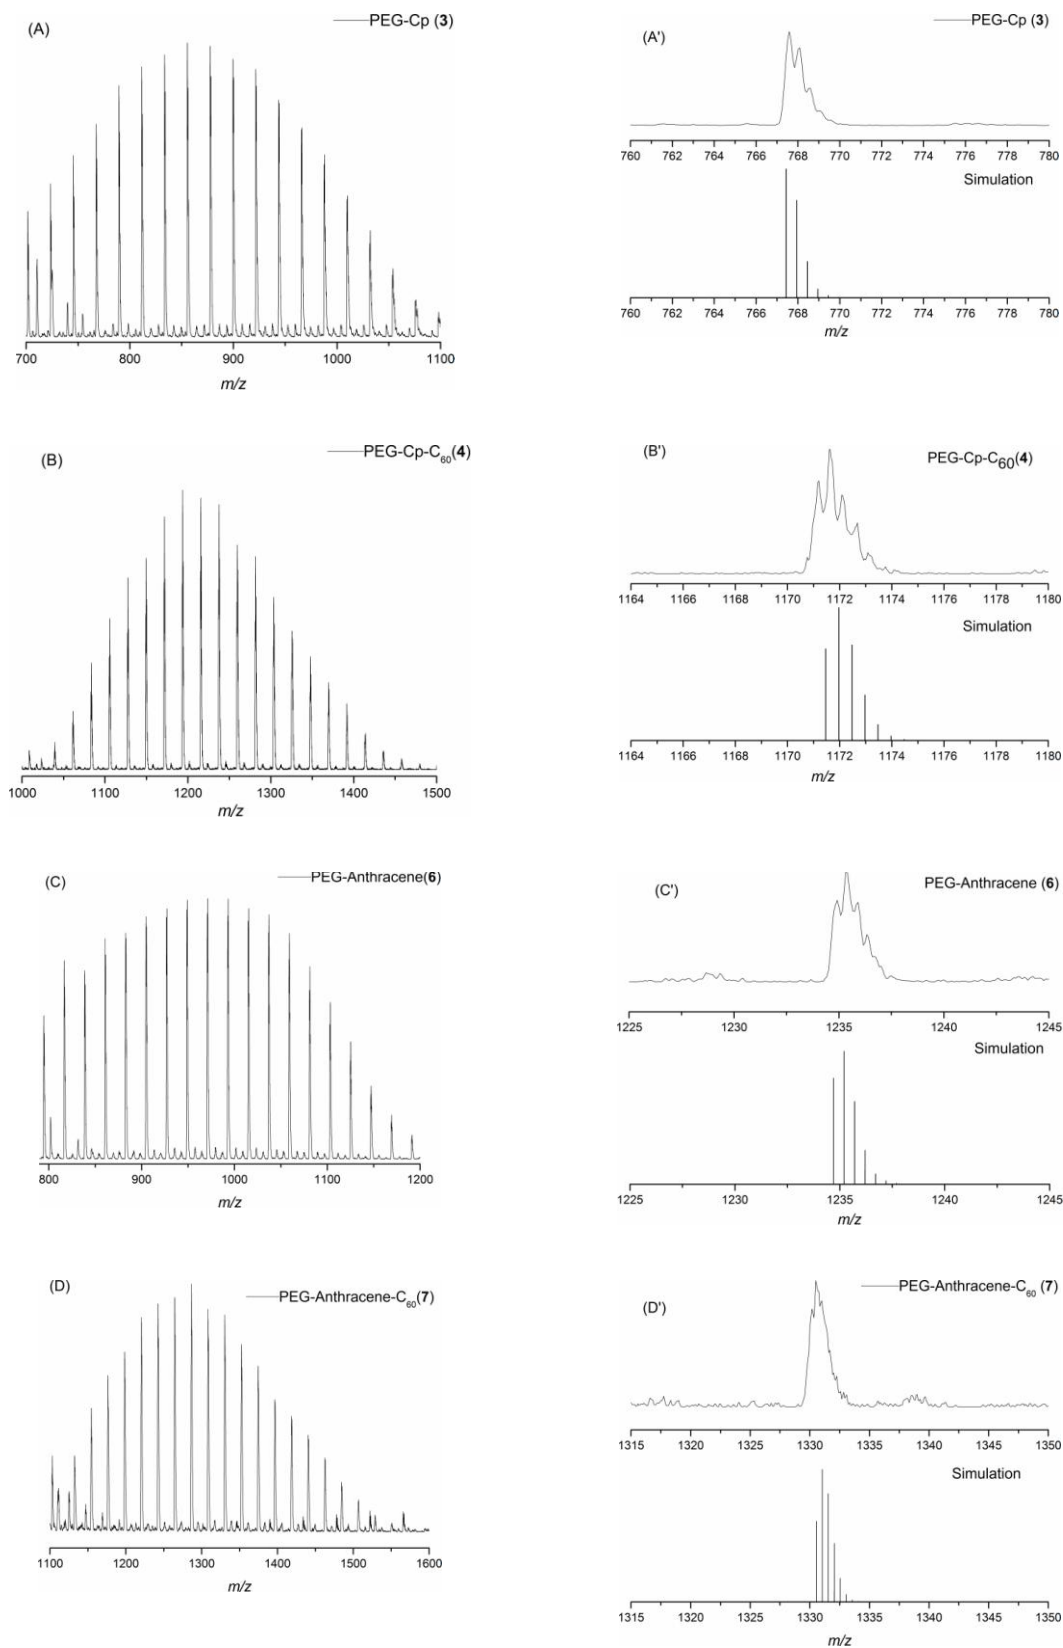 (A)
PEG-Cp (3)
700 800 900 1000 1100
m/z
(A')
PEG-Cp (3)
760 762 764 766 768 770 772 774 776 778 780
Simulation
760 762 764 766 768 770 772 774 776 778 780
m/z
(B)
PEG-Cp-C60(4)
1000 1100 1200 1300 1400 1500
m/z
(B')
PEG-Cp-C60(4)
1164 1166 1168 1170 1172 1174 1176 1178 1180
Simulation
1164 1166 1168 1170 1172 1174 1176 1178 1180
m/z
(C)
PEG-Anthracene(6)
800 900 1000 1100 1200
m/z
(C')
PEG-Anthracene (6)
1225 1230 1235 1240 1245
Simulation
1225 1230 1235 1240 1245
m/z
(D)
PEG-Anthracene-C60(7)
1100 1200 1300 1400 1500 1600
m/z
(D')
PEG-Anthracene-C60 (7)
1315 1320 1325 1330 1335 1340 1345 1350
Simulation
1315 1320 1325 1330 1335 1340 1345 1350
m/z